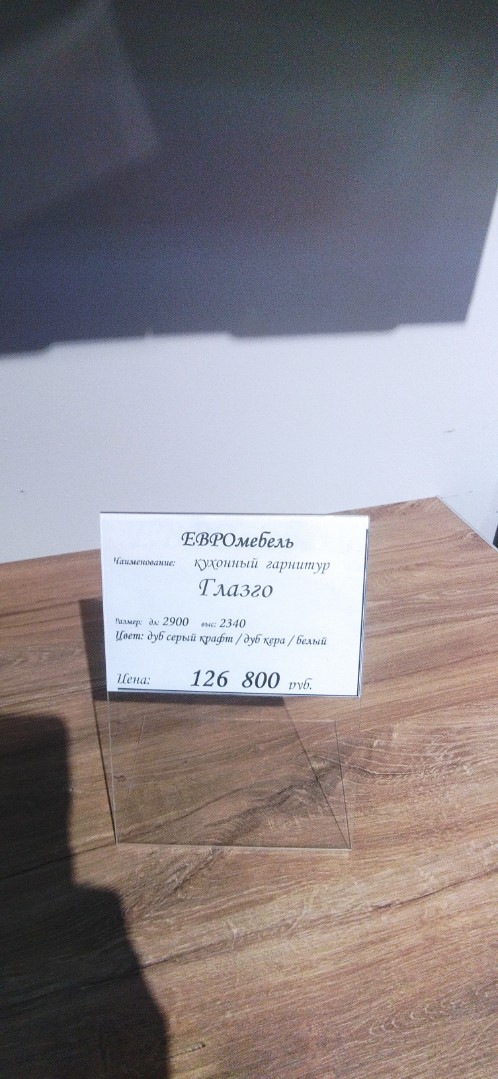 ЕВРОмебель
Наименование: кухонный гарнитур
Глазго
Размер: дл: 2900 выс: 2340
Цвет: дуб серый крафт / дуб кера / белый
Цена: 126 800 руб.